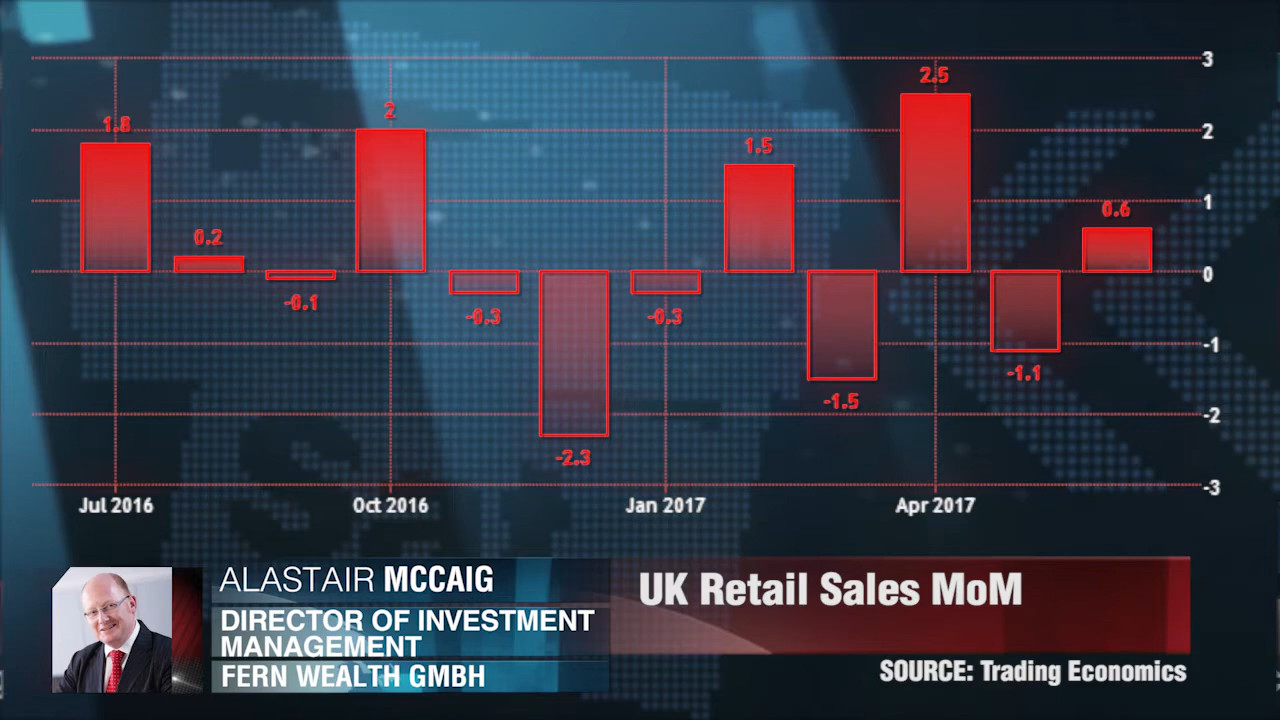 3
2.5
1.8
2
2
1.5
1
0.6
0.2
0
-0.1
-0.3
-0.3
-1
-1.1
-1.5
-2
-2.3
-3
Jul 2016 Oct 2016 Jan 2017 Apr 2017
ALASTAIR MCCAIG
DIRECTOR OF INVESTMENT
MANAGEMENT
FERN WEALTH GMBH
UK Retail Sales MoM
SOURCE: Trading Economics